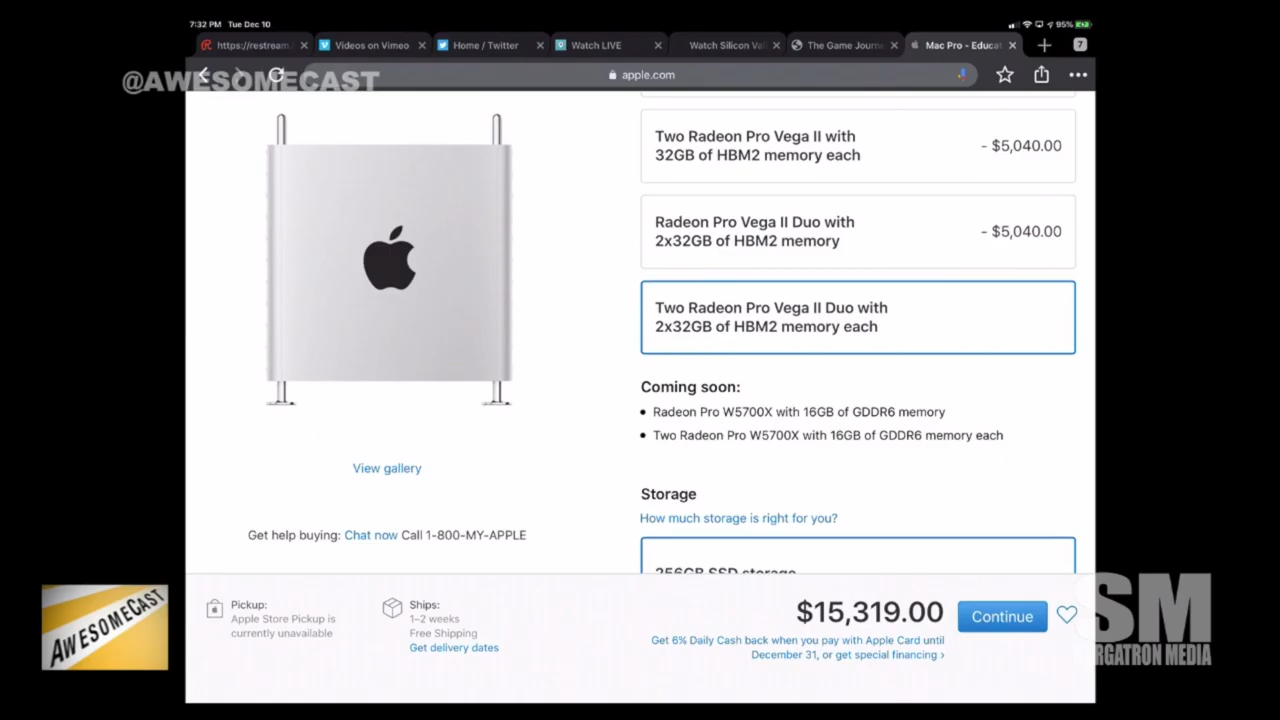 7:32 PM Tue Dec 10
95%
https://restream.
Videos on Vimeo
Home / Twitter
Watch LIVE
Watch Silicon Val
The Game Journ
Mac Pro - Educat
7
apple.com
@AWESOMECAST
Two Radeon Pro Vega II with
32GB of HBM2 memory each
- $5,040.00
Radeon Pro Vega II Duo with
2x32GB of HBM2 memory
- $5,040.00
Two Radeon Pro Vega II Duo with
2x32GB of HBM2 memory each
Coming soon:
• Radeon Pro W5700X with 16GB of GDDR6 memory
• Two Radeon Pro W5700X with 16GB of GDDR6 memory each
View gallery
Storage
How much storage is right for you?
Get help buying: Chat now Call 1-800-MY-APPLE
256GB SSD storage
Pickup:
Apple Store Pickup is
currently unavailable
Ships:
1–2 weeks
Free Shipping
Get delivery dates
$15,319.00
Continue
Get 6% Daily Cash back when you pay with Apple Card until
December 31, or get special financing ›
AWESOMECAST
SM
RGATRON MEDIA